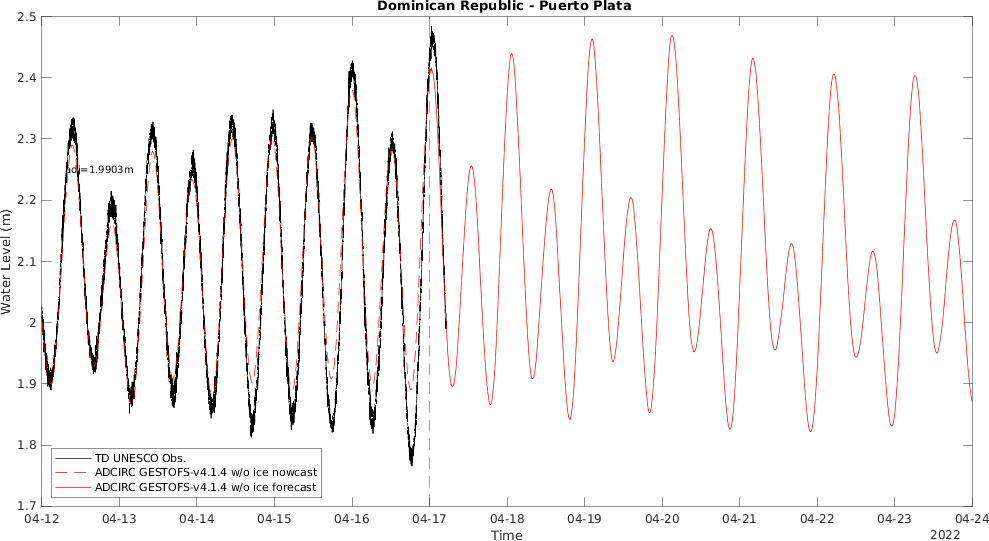 Dominican Republic - Puerto Plata
2.5
2.4
2.3
2.2
2.1
2
1.9
1.8
1.7
Water Level (m)
adj=1.9903m
TD UNESCO Obs.
ADCIRC GESTOFS-v4.1.4 w/o ice nowcast
ADCIRC GESTOFS-v4.1.4 w/o ice forecast
04-12 04-13 04-14 04-15 04-16 04-17 04-18 04-19 04-20 04-21 04-22 04-23 04-24
Time
2022